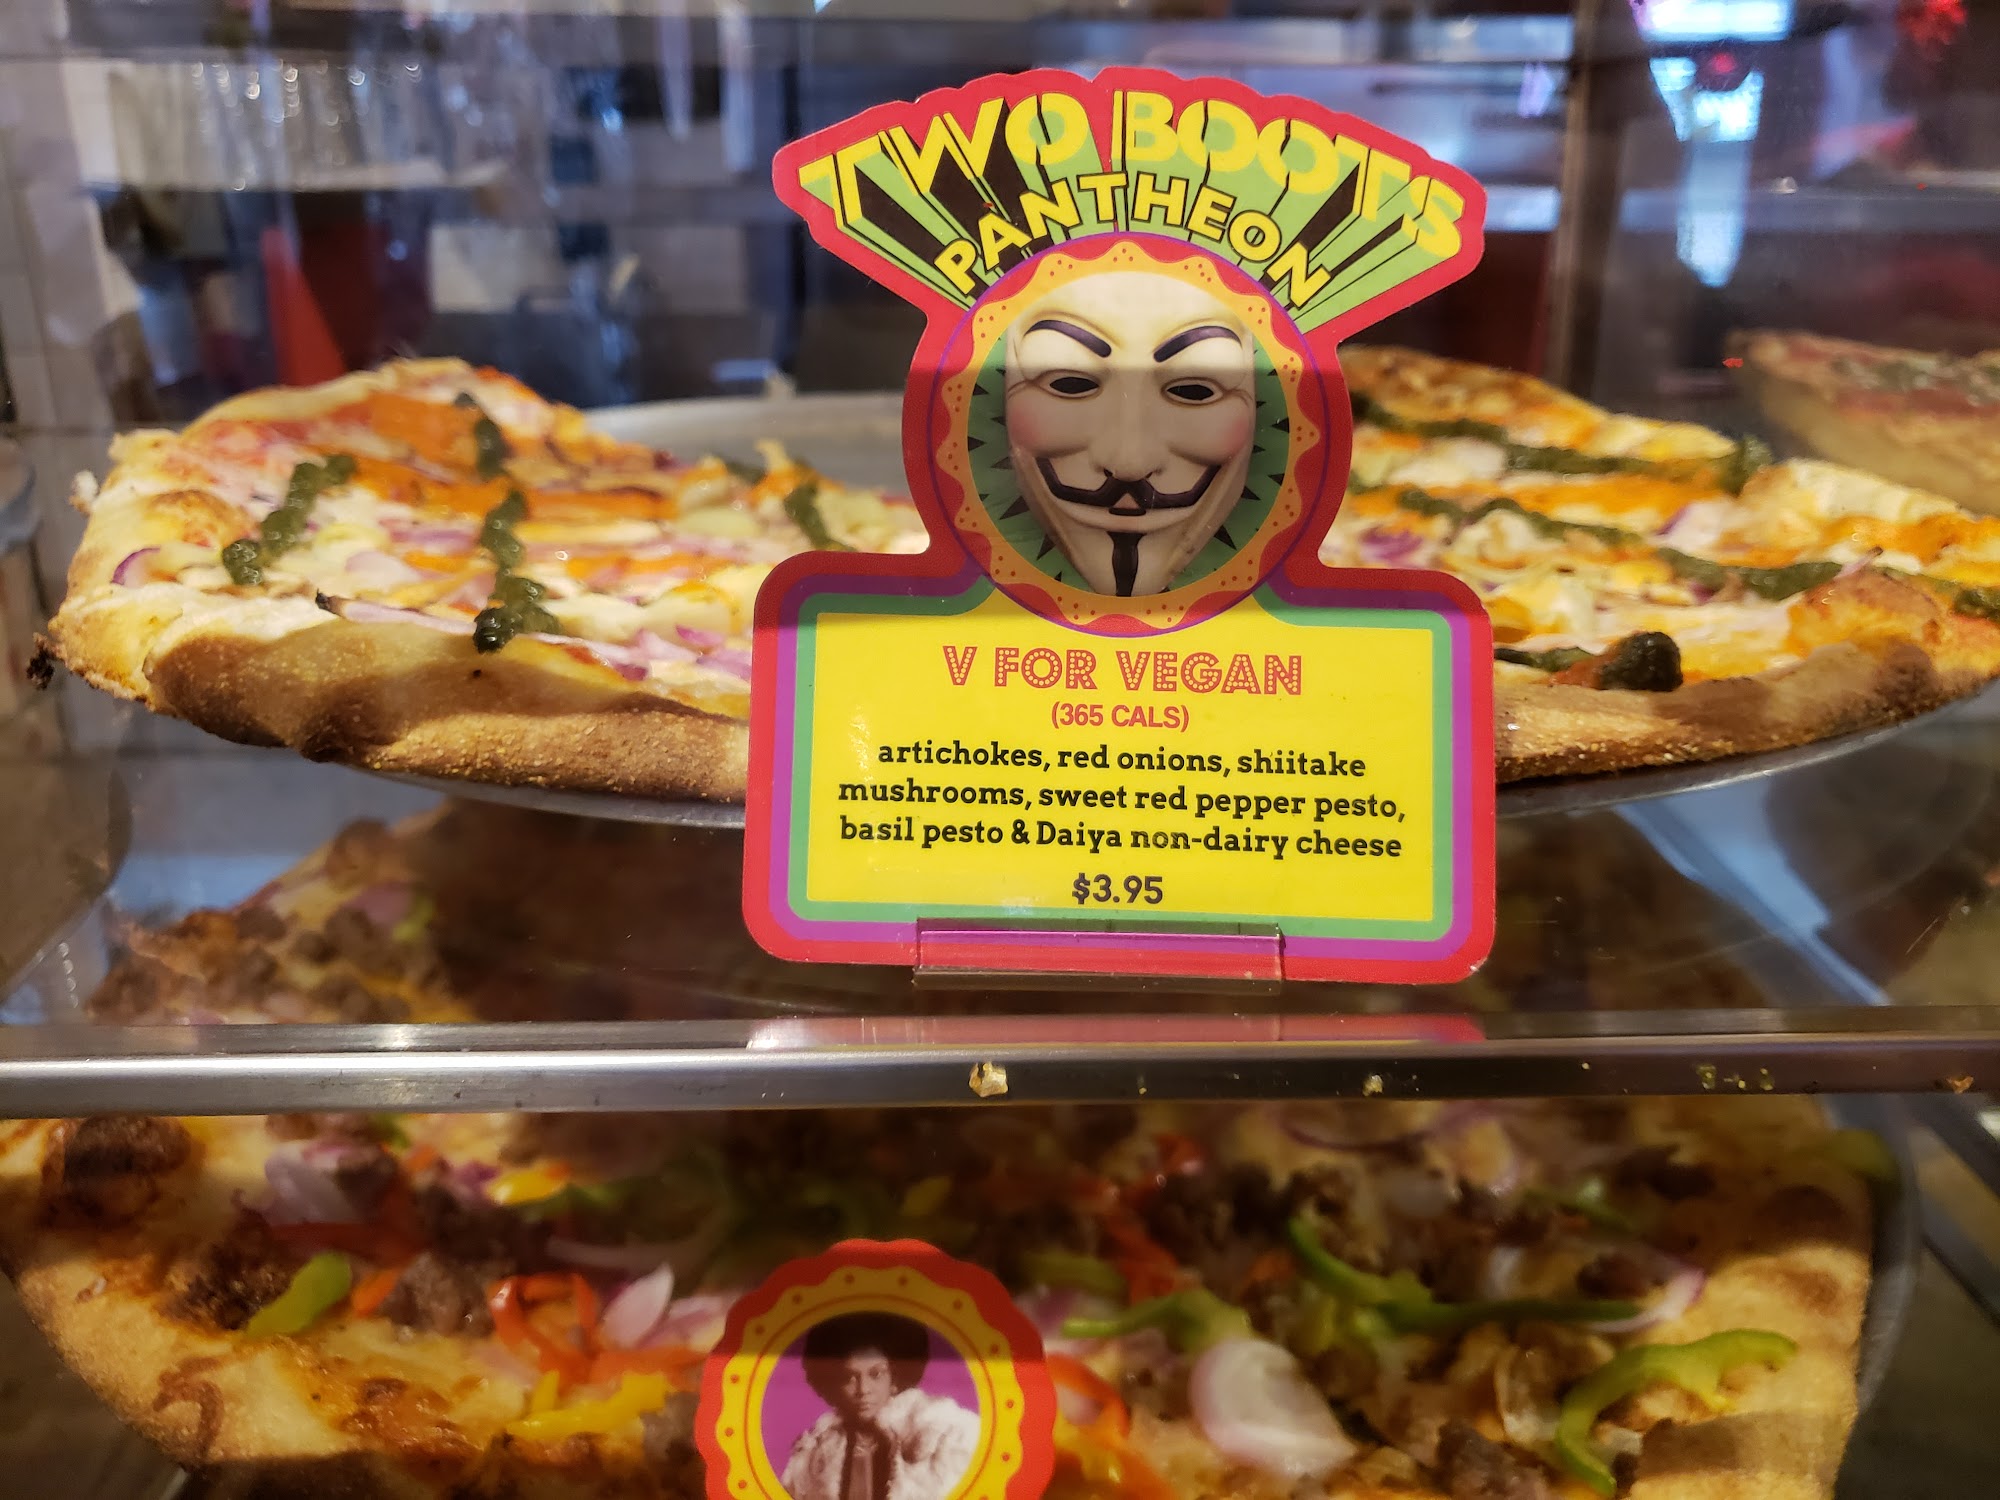 TWO BOOTS
PANTHEON
V FOR VEGAN
(365 CALS)
artichokes, red onions, shiitake
mushrooms, sweet red pepper pesto,
basil pesto & Daiya non-dairy cheese
$3.95